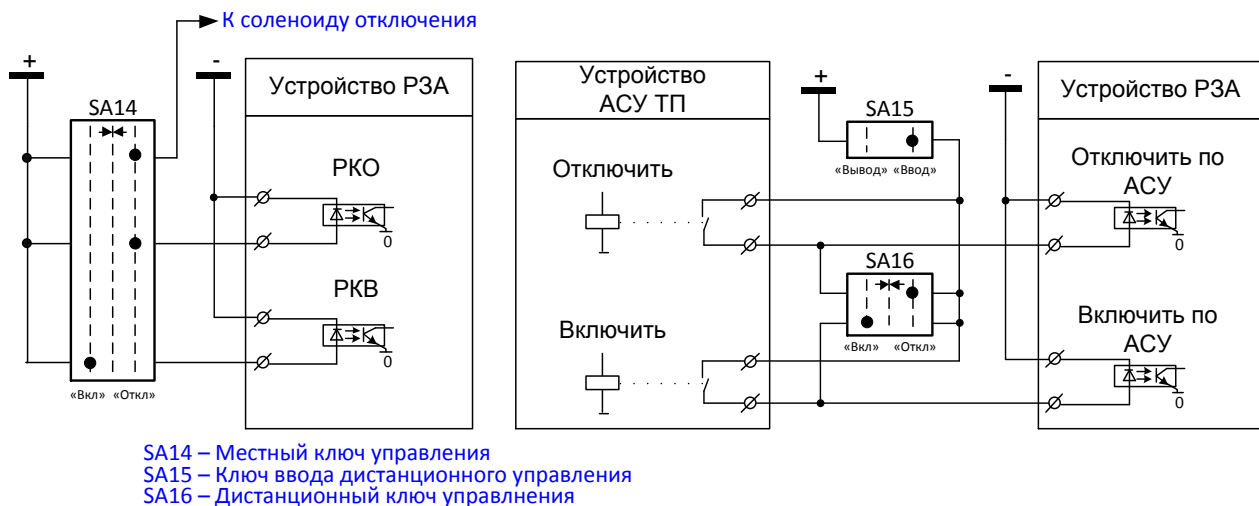 К соленоиду отключения
+
-
SA14
«Вкл» «Откл»
Устройство РЗА
РКО
0
РКВ
0
Устройство
АСУ ТП
Отключить
Включить
+
SA15
«Вывод» «Ввод»
SA16
«Вкл» «Откл»
-
Устройство РЗА
Отключить по
АСУ
0
Включить по
АСУ
0
SA14 – Местный ключ управления
SA15 – Ключ ввода дистанционного управления
SA16 – Дистанционный ключ управлнения